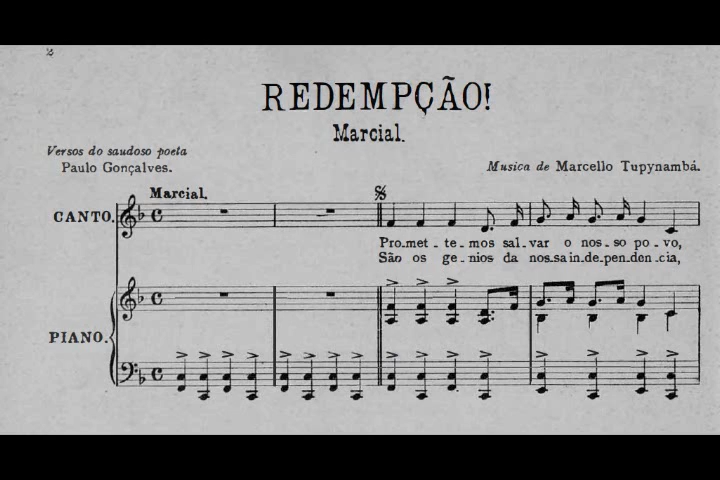 2
REDEMPÇÃO!
Marcial.
Versos do saudoso poeta
Paulo Gonçalves.
Musica de Marcello Tupynambá.
Marcial.
CANTO.
Pro_met_te_mos sal_var o nos_so po_vo,
São os ge_nios da nos_sa in_de_pen_den_cia,
PIANO.